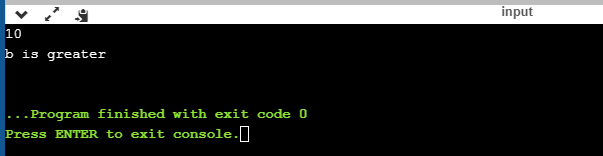 input
10
b is greater
...Program finished with exit code 0
Press ENTER to exit console.